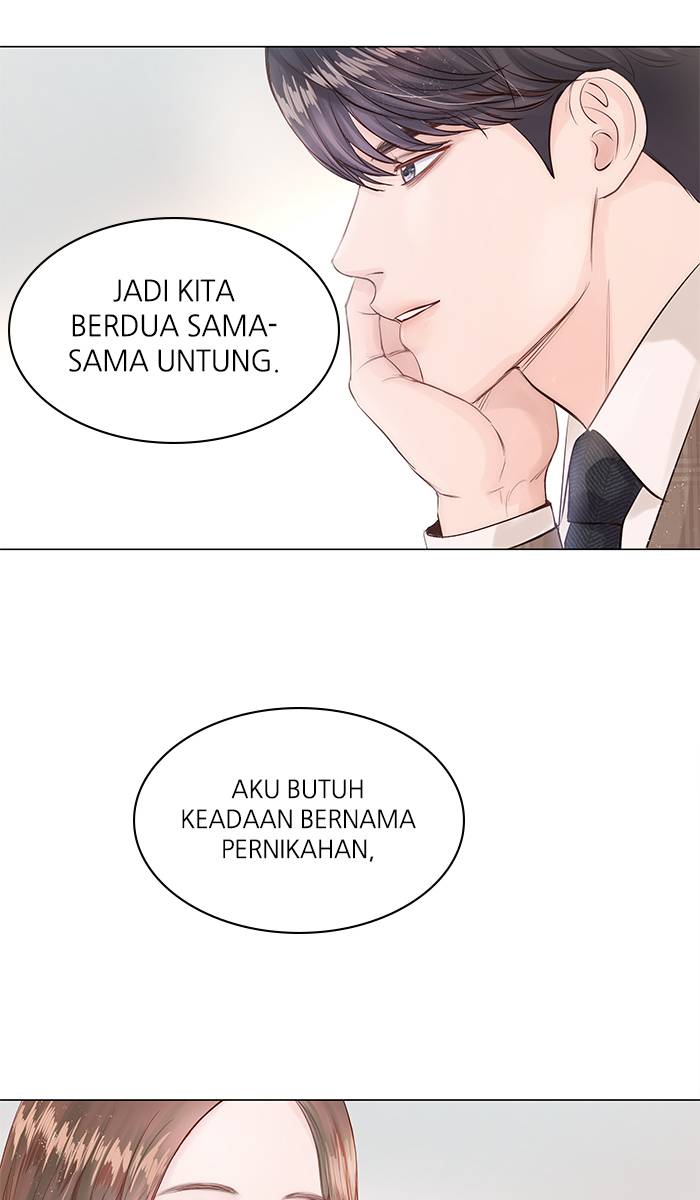 JADI KITA
BERDUA SAMA-
SAMA UNTUNG.
AKU BUTUH
KEADAAN BERNAMA
PERNIKAHAN,